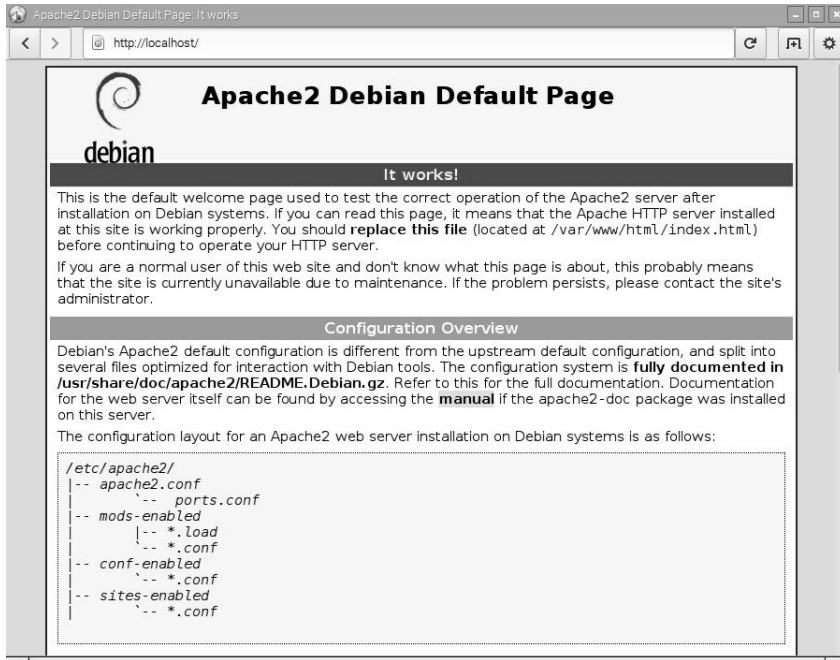 Apache2 Debian Default Page: It works
http://localhost/
debian
Apache2 Debian Default Page
It works!
This is the default welcome page used to test the correct operation of the Apache2 server after
installation on Debian systems. If you can read this page, it means that the Apache HTTP server installed
at this site is working properly. You should replace this file (located at /var/www/html/index.html)
before continuing to operate your HTTP server.
If you are a normal user of this web site and don't know what this page is about, this probably means
that the site is currently unavailable due to maintenance. If the problem persists, please contact the site's
administrator.
Configuration Overview
Debian's Apache2 default configuration is different from the upstream default configuration, and split into
several files optimized for interaction with Debian tools. The configuration system is fully documented in
/usr/share/doc/apache2/README.Debian.gz. Refer to this for the full documentation. Documentation
for the web server itself can be found by accessing the manual if the apache2-doc package was installed
on this server.
The configuration layout for an Apache2 web server installation on Debian systems is as follows:
/etc/apache2/
|-- apache2.conf
|       `--  ports.conf
|-- mods-enabled
|       |-- *.load
|       `-- *.conf
|-- conf-enabled
|       `-- *.conf
|-- sites-enabled
|       `-- *.conf